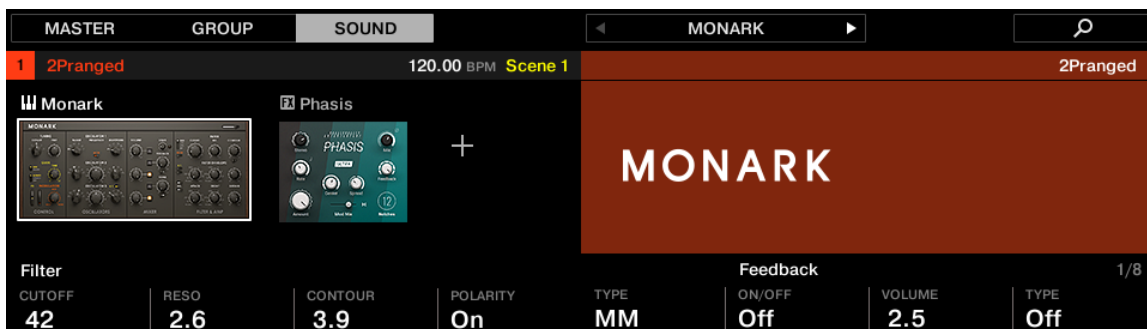 MASTER GROUP SOUND MONARK
1 2Pranged 120.00 BPM Scene 1 2Pranged
Monark FX Phasis
MONARK
PHASIS
MONARK
Filter Feedback 1/8
CUTOFF RESO CONTOUR POLARITY TYPE ON/OFF VOLUME TYPE
42 2.6 3.9 On MM Off 2.5 Off